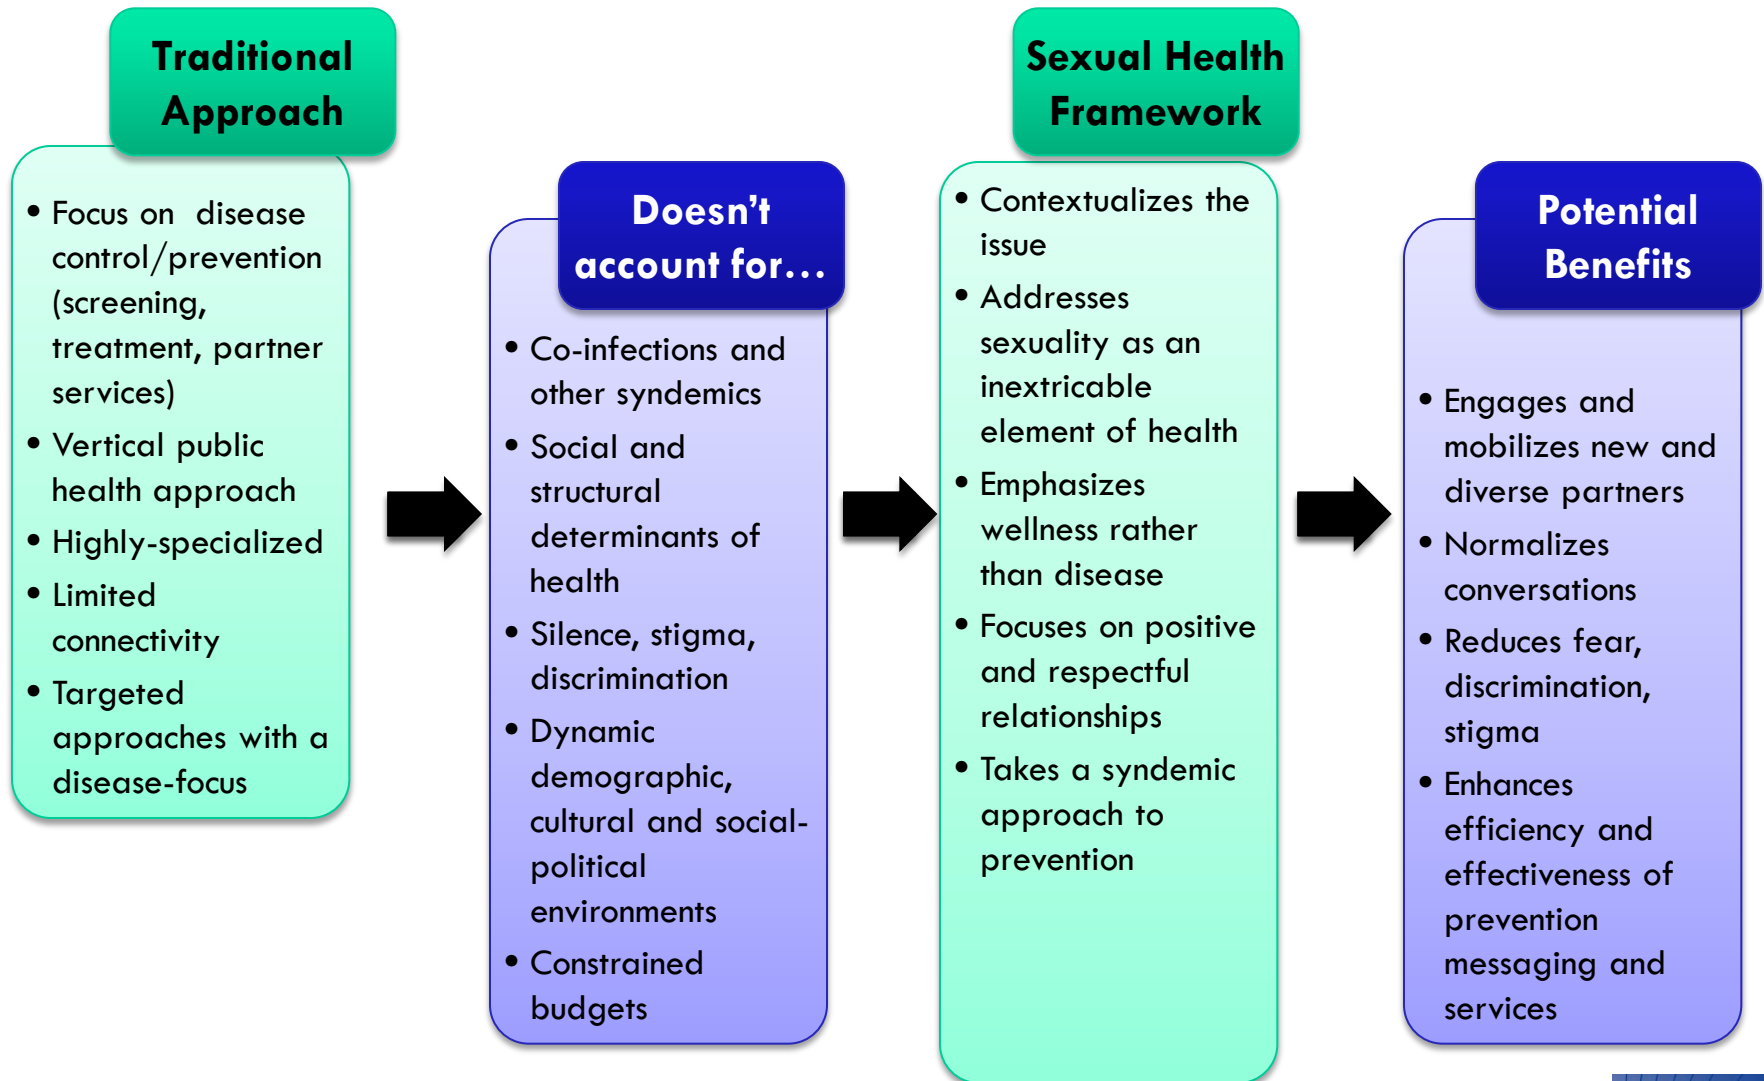 Traditional
Approach
• Focus on disease
control/prevention
(screening,
treatment, partner
services)
• Vertical public
health approach
• Highly-specialized
• Limited
connectivity
• Targeted
approaches with a
disease-focus
Doesn't
account for...
• Co-infections and
other syndemics
• Social and
structural
determinants of
health
• Silence, stigma,
discrimination
• Dynamic
demographic,
cultural and social-
political
environments
• Constrained
budgets
Sexual Health
Framework
• Contextualizes the
issue
• Addresses
sexuality as an
inextricable
element of health
• Emphasizes
wellness rather
than disease
• Focuses on positive
and respectful
relationships
• Takes a syndemic
approach to
prevention
Potential
Benefits
• Engages and
mobilizes new and
diverse partners
• Normalizes
conversations
• Reduces fear,
discrimination,
stigma
• Enhances
efficiency and
effectiveness of
prevention
messaging and
services